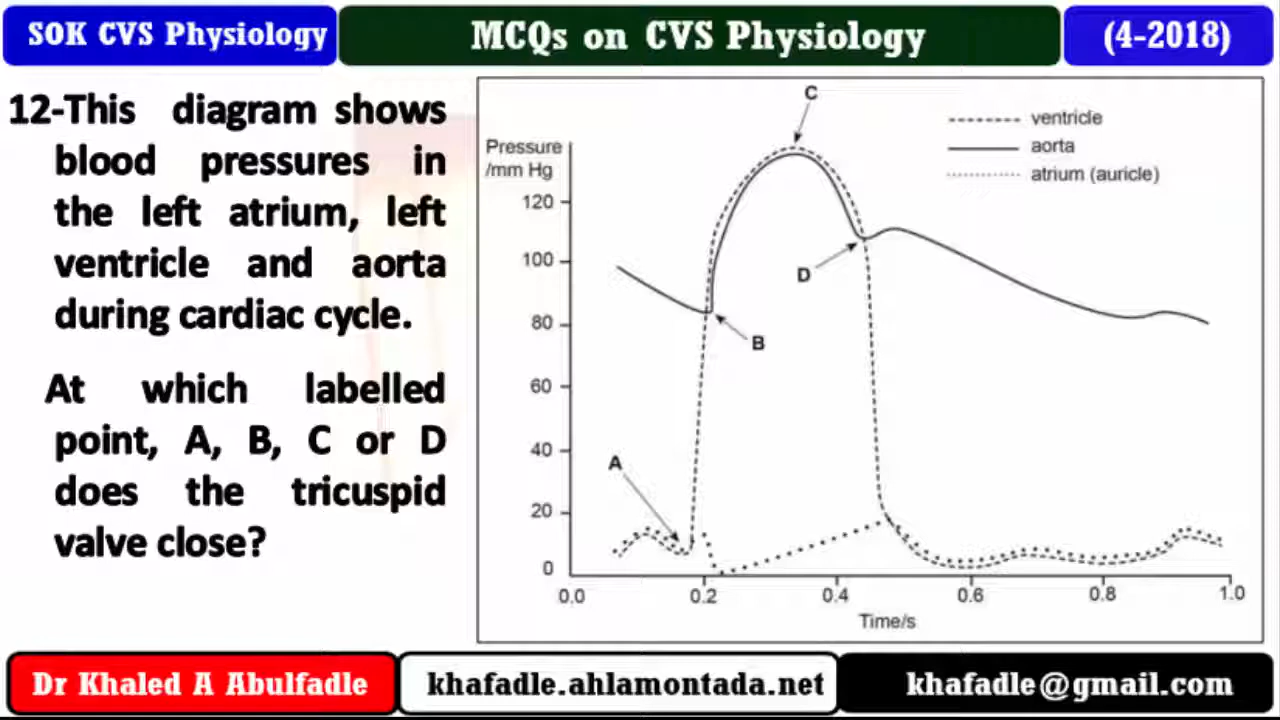 SOK CVS Physiology
MCQs on CVS Physiology
(4-2018)
12-This diagram shows
blood pressures in
the left atrium, left
ventricle and aorta
during cardiac cycle.
At which labelled
point, A, B, C or D
does the tricuspid
valve close?
C
ventricle
aorta
atrium (auricle)
Pressure
/mm Hg
120
100
80
60
40
20
0
D
B
A
0.0 0.2 0.4 0.6 0.8 1.0
Time/s
Dr Khaled A Abulfadle
khafadle.ahlamontada.net
khafadle@gmail.com